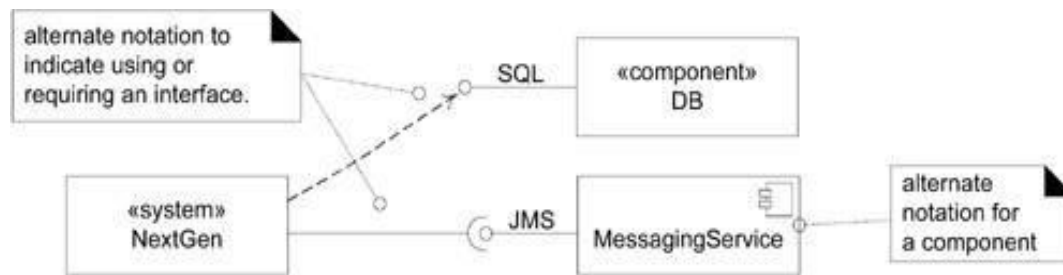 alternate notation to
indicate using or
requiring an interface.
SQL
«component»
DB
«system»
NextGen
JMS
MessagingService
alternate
notation for
a component